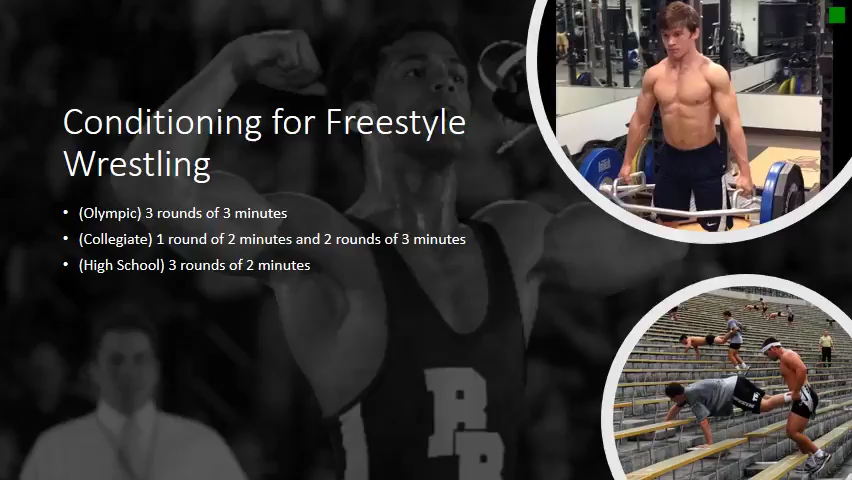 Conditioning for Freestyle
Wrestling
• (Olympic) 3 rounds of 3 minutes
• (Collegiate) 1 round of 2 minutes and 2 rounds of 3 minutes
• (High School) 3 rounds of 2 minutes
R
R